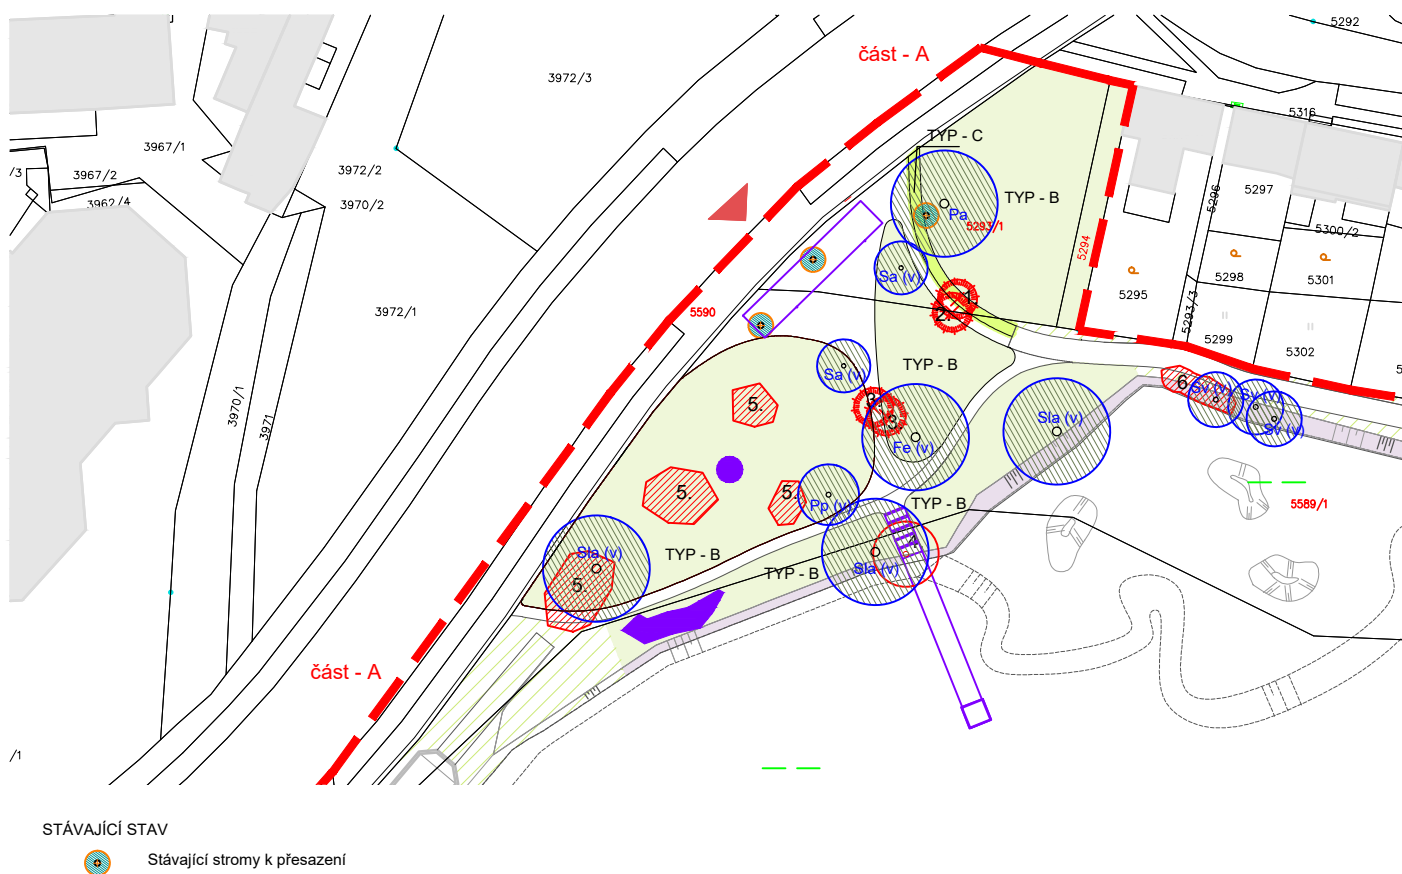 5292
část - A
3972/3
5316
TYP - C
3967/1
3972/2
/3
3967/2
3962/4
3970/2
TYP - B
5296
5297
Pa
5293/1
5300/2
5294
Sa (v)
5298
5301
5295
1.
2.
3972/1
5590
5293/3
5299
5302
TYP - B
Sa (v)
6.
Sv (v)
Sv (v)
Sv (v)
5.
3.
3.
3970/1
3971
Sla (v)
Fe (v)
5.
5.
Pp (v)
TYP - B
5589/1
Sla (v)
TYP - B
TYP - B
Sla (v)
5.
část - A
/1
STÁVAJÍCÍ STAV
Stávající stromy k přesazení